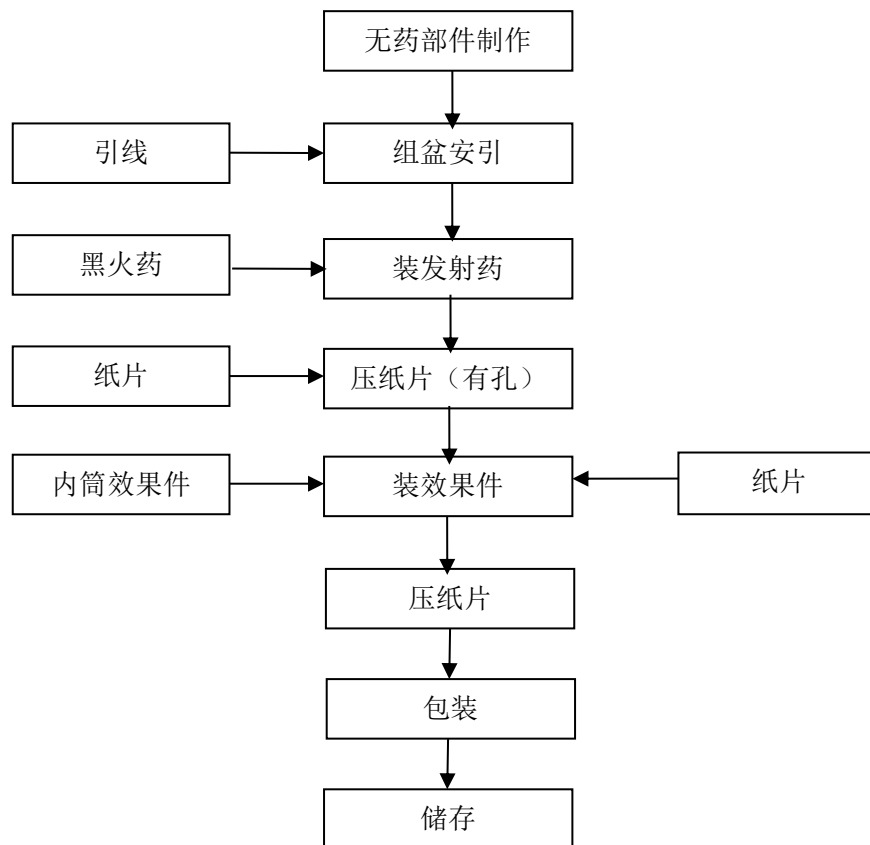 无药部件制作
引线
组盆安引
黑火药
装发射药
纸片
压纸片（有孔）
内筒效果件
装效果件
纸片
压纸片
包装
储存